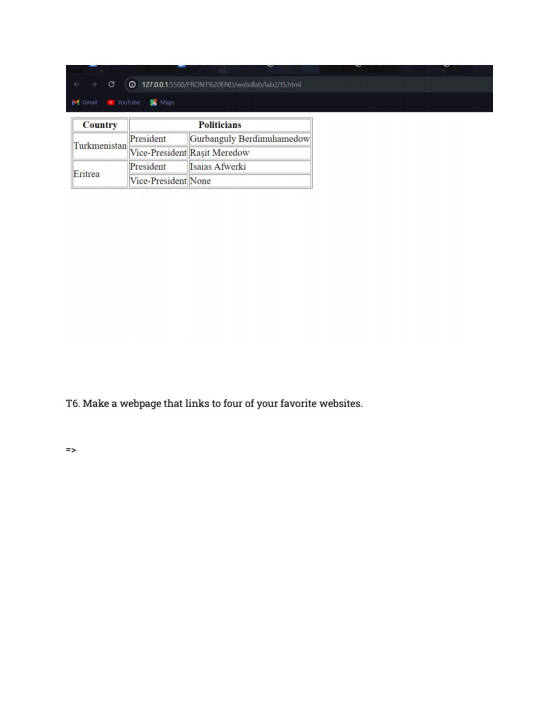 127.0.0.1:5500/FRONT%20END/webdlab/lab2/t5.html
Gmail YouTube Maps
Country Politicians
Turkmenistan President Gurbanguly Berdimuhamedow
Vice-President Raşit Meredow
Eritrea President Isaias Afwerki
Vice-President None
T6. Make a webpage that links to four of your favorite websites.
=>